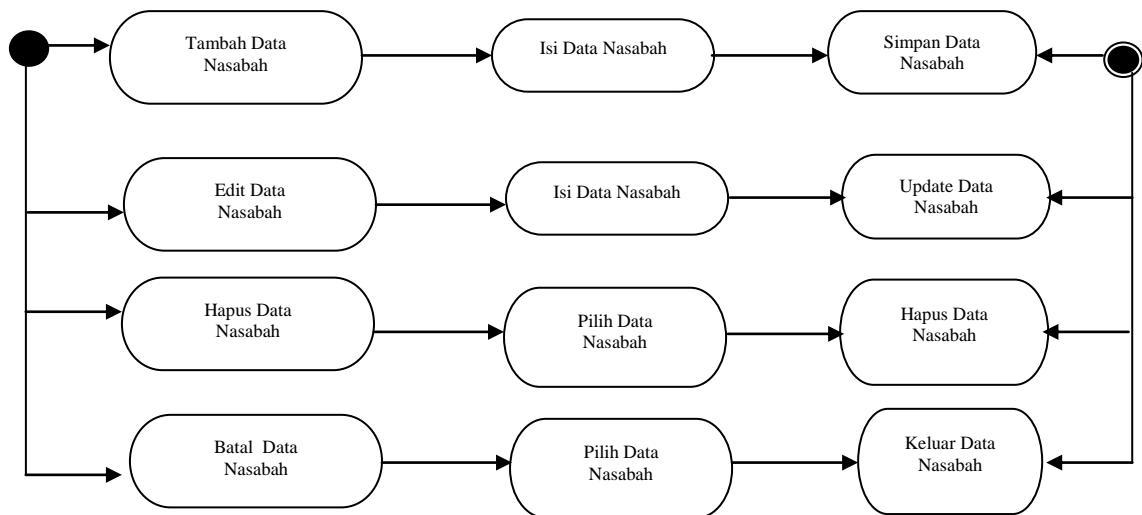 Tambah Data
Nasabah
Isi Data Nasabah
Simpan Data
Nasabah
Edit Data
Nasabah
Isi Data Nasabah
Update Data
Nasabah
Hapus Data
Nasabah
Pilih Data
Nasabah
Hapus Data
Nasabah
Batal Data
Nasabah
Pilih Data
Nasabah
Keluar Data
Nasabah